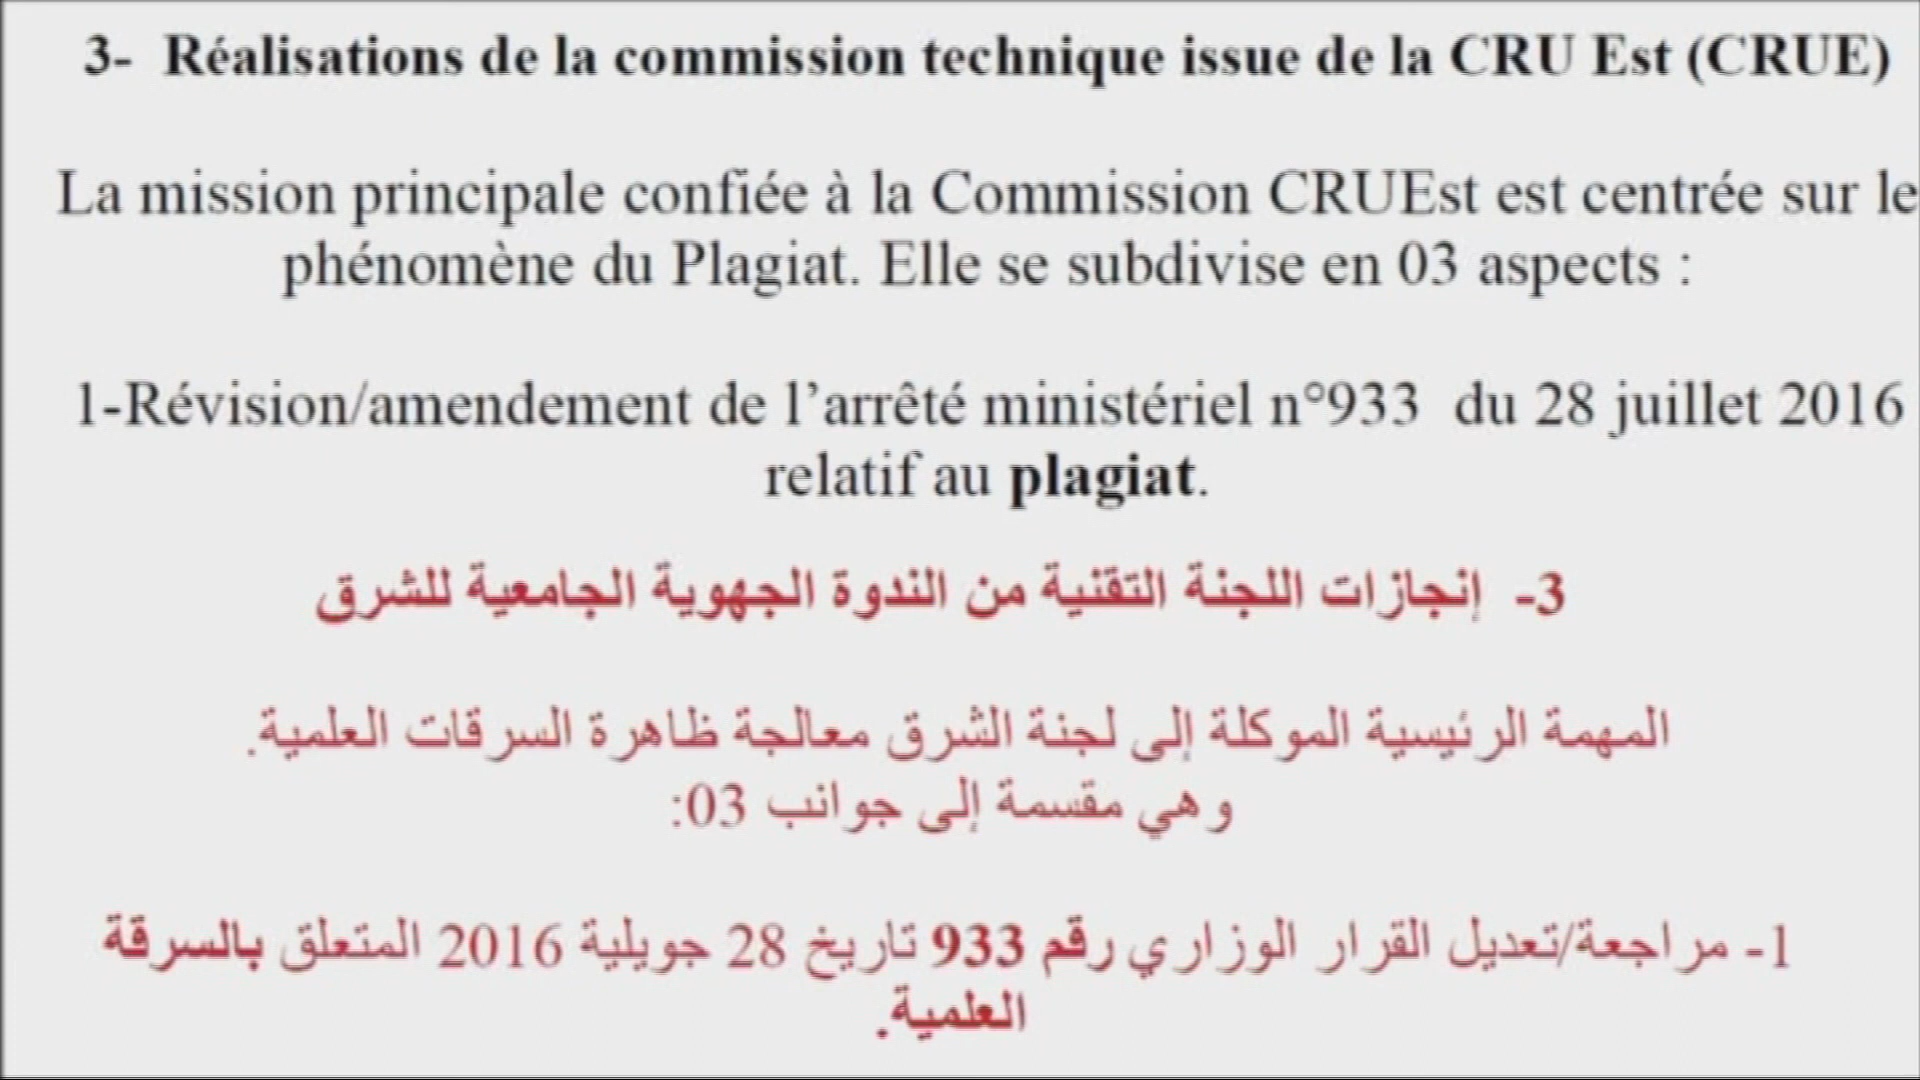 3- Réalisations de la commission technique issue de la CRU Est (CRUE)
La mission principale confiée à la Commission CRUEst est centrée sur le
phénomène du Plagiat. Elle se subdivise en 03 aspects :
1-Révision/amendement de l’arrêté ministériel n°933 du 28 juillet 2016
relatif au plagiat.
3- إنجازات اللجنة التقنية من الندوة الجهوية الجامعية للشرق
المهمة الرئيسية الموكلة إلى لجنة الشرق معالجة ظاهرة السرقات العلمية.
وهي مقسمة إلى جوانب 03:
1- مراجعة/تعديل القرار الوزاري رقم 933 تاريخ 28 جويلية 2016 المتعلق بالسرقة
العلمية.